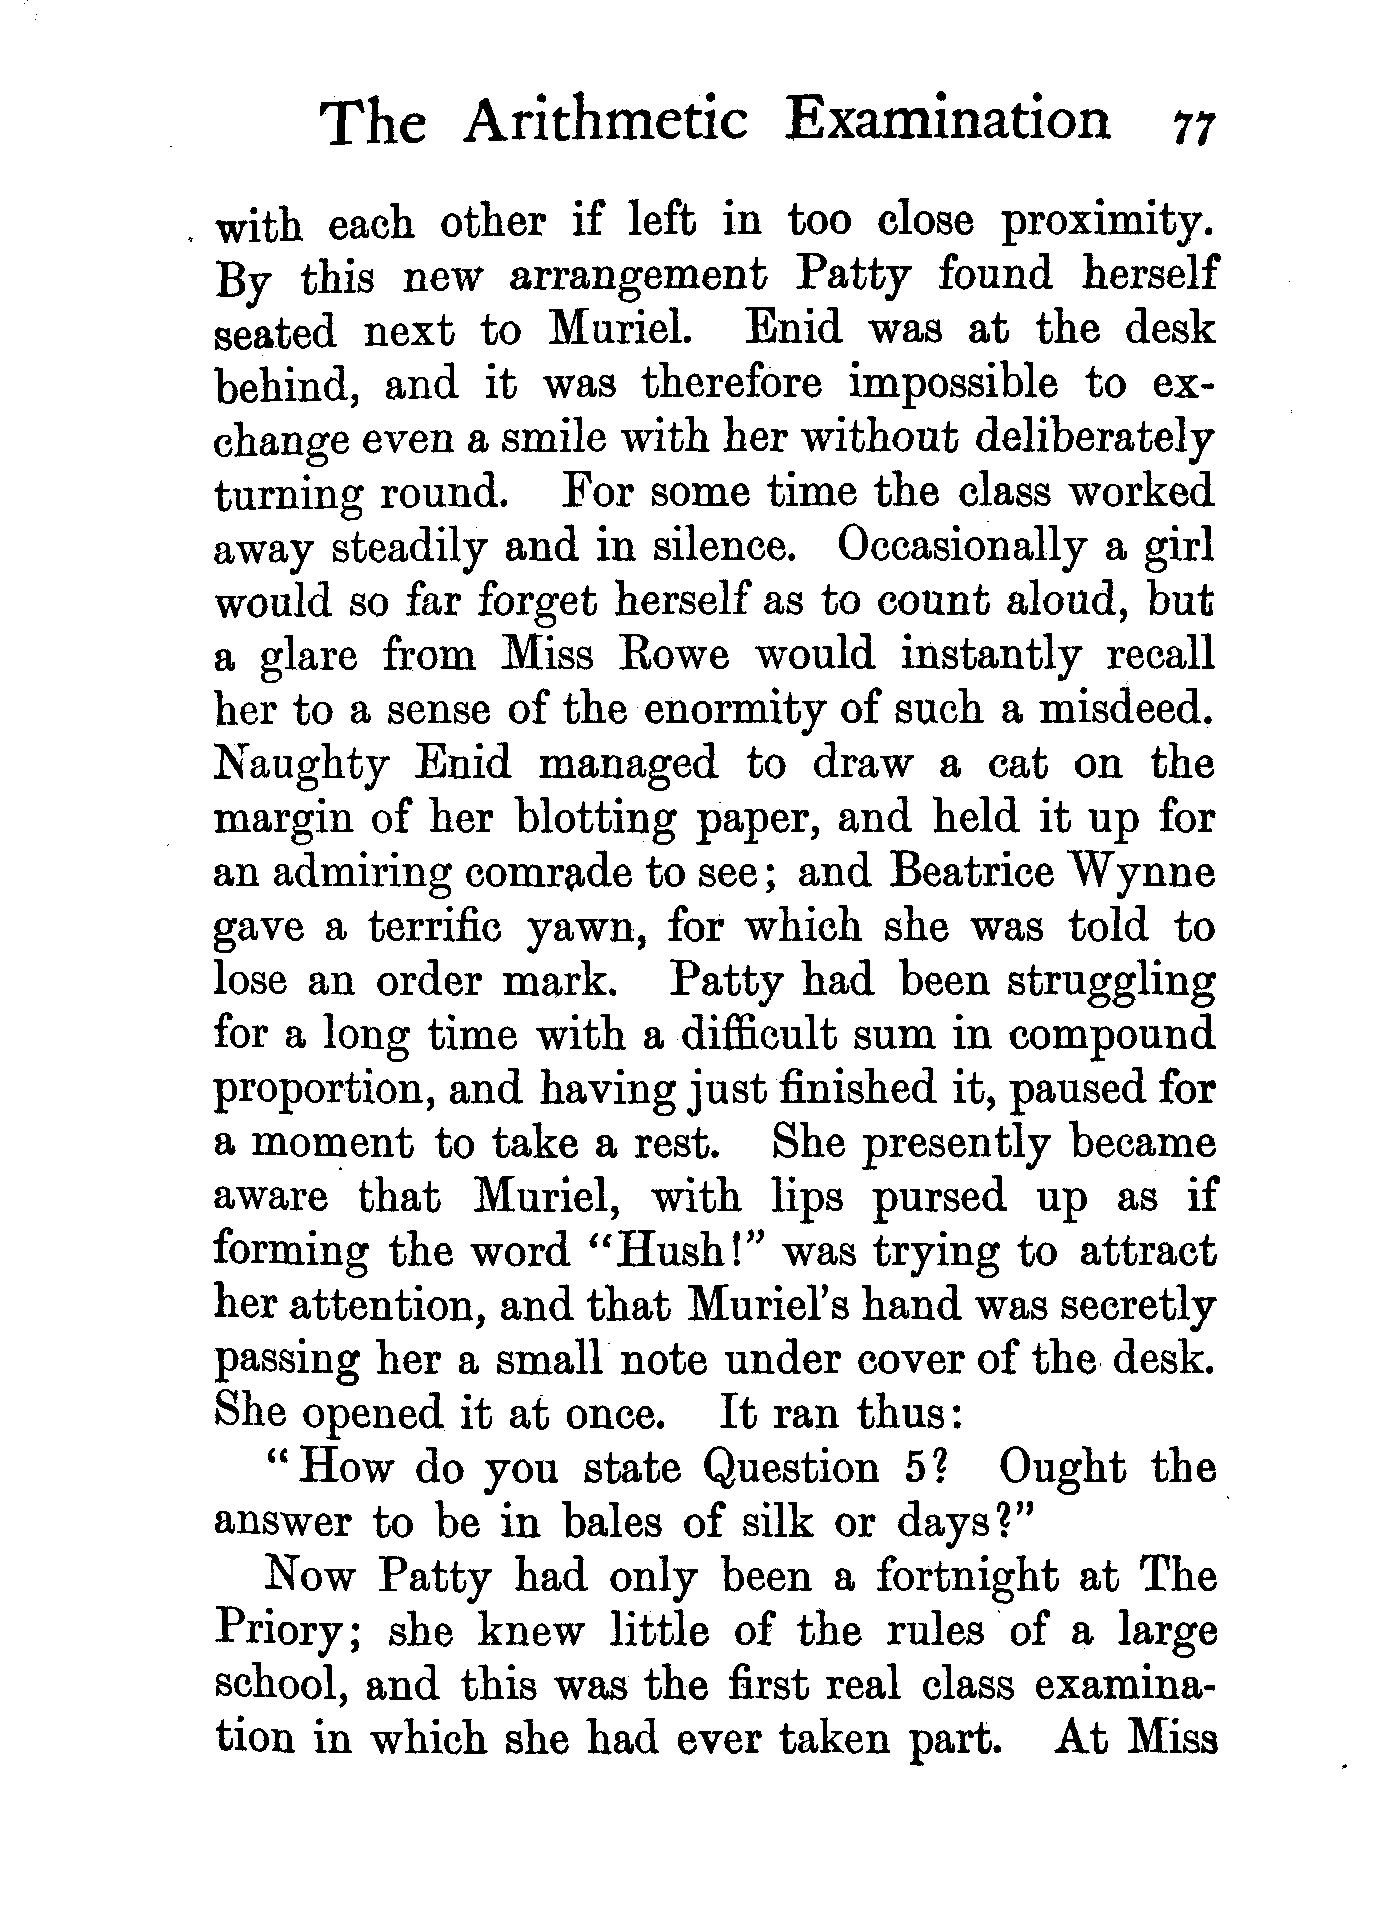 The Arithmetic Examination 77
with each other if left in too close proximity.
By this new arrangement Patty found herself
seated next to Muriel. Enid was at the desk
behind, and it was therefore impossible to ex-
change even a smile with her without deliberately
turning round. For some time the class worked
away steadily and in silence. Occasionally a girl
would so far forget herself as to count aloud, but
a glare from Miss Rowe would instantly recall
her to a sense of the enormity of such a misdeed.
Naughty Enid managed to draw a cat on the
margin of her blotting paper, and held it up for
an admiring comrade to see; and Beatrice Wynne
gave a terrific yawn, for which she was told to
lose an order mark. Patty had been struggling
for a long time with a difficult sum in compound
proportion, and having just finished it, paused for
a moment to take a rest. She presently became
aware that Muriel, with lips pursed up as if
forming the word “Hush!” was trying to attract
her attention, and that Muriel's hand was secretly
passing her a small note under cover of the desk.
She opened it at once. It ran thus:
“How do you state Question 5? Ought the
answer to be in bales of silk or days?”
Now Patty had only been a fortnight at The
Priory; she knew little of the rules of a large
school, and this was the first real class examina-
tion in which she had ever taken part. At Miss